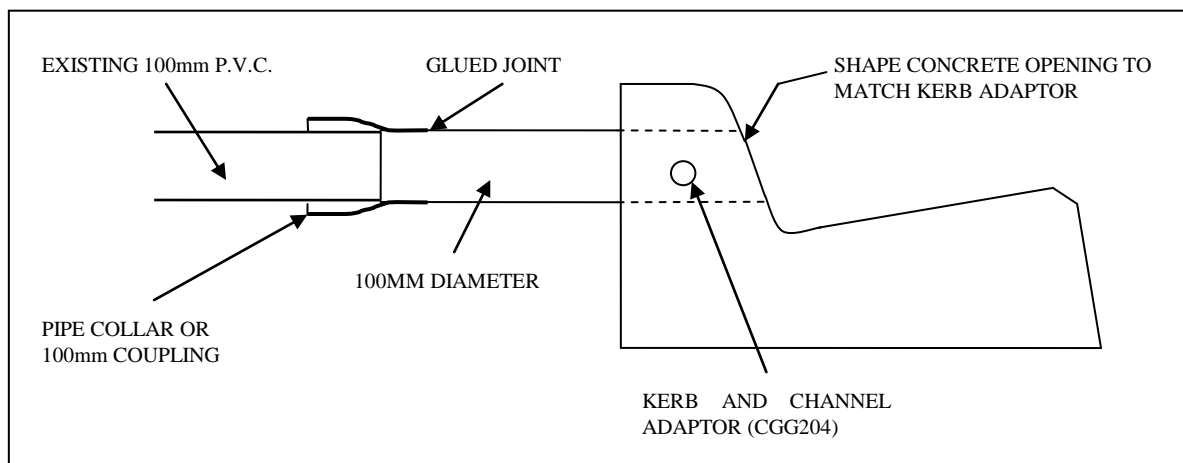 EXISTING 100mm P.V.C.
GLUED JOINT
SHAPE CONCRETE OPENING TO
MATCH KERB ADAPTOR
100MM DIAMETER
PIPE COLLAR OR
100mm COUPLING
KERB AND CHANNEL
ADAPTOR (CGG204)